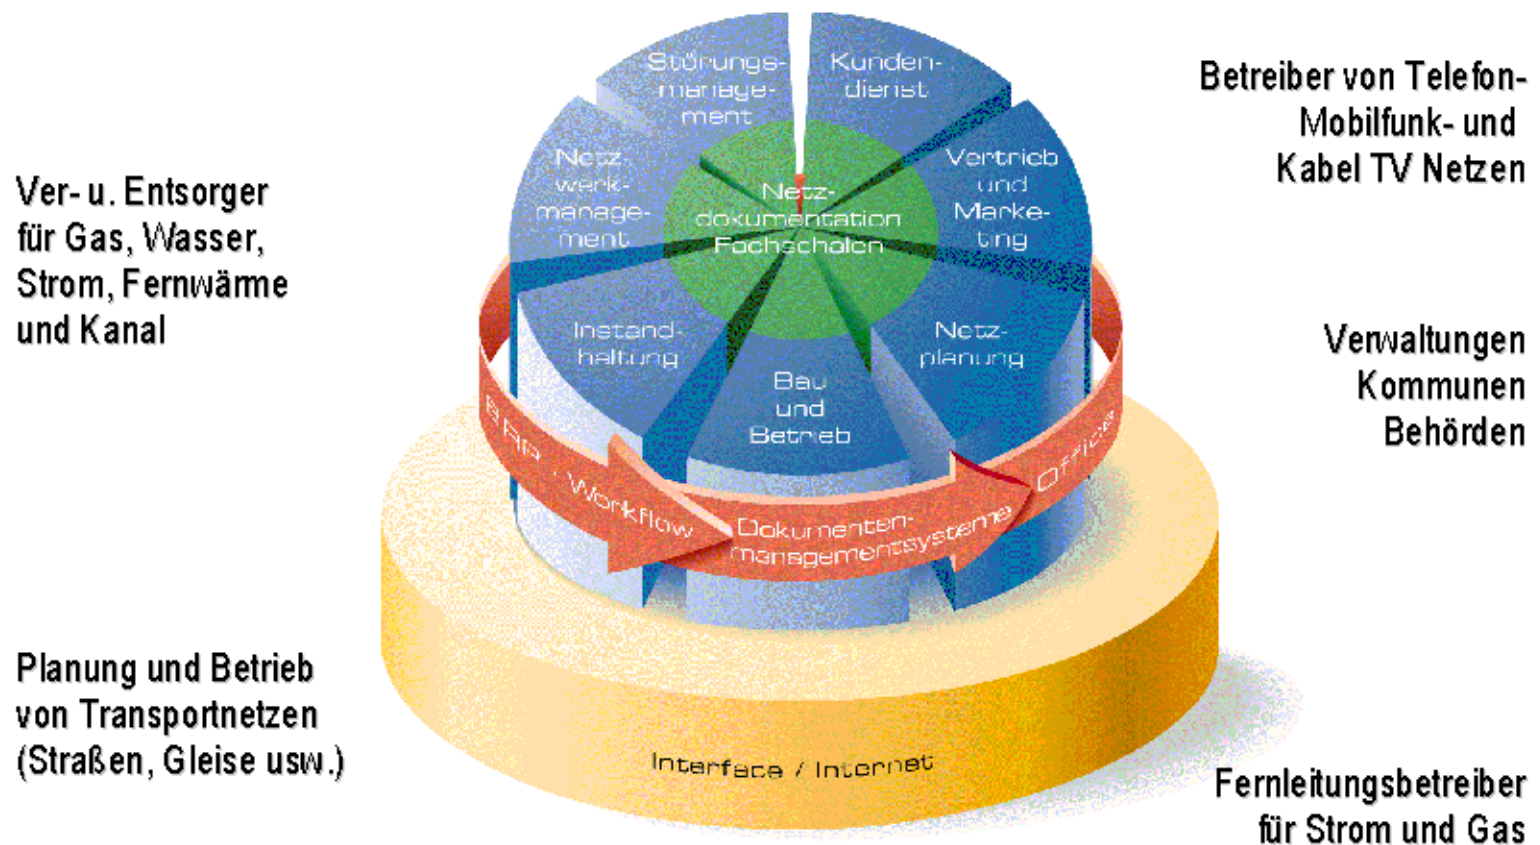 Störungs-
manage-
ment
Kunden-
dienst
Betreiber von Telefon-
Mobilfunk- und
Kabel TV Netzen
Netz-
werk-
manage-
ment
Vertrieb
und
Marke-
ting
Netz-
dokumentation
Fachschalen
Ver- u. Entsorger
für Gas, Wasser,
Strom, Fernwärme
und Kanal
Instand-
haltung
Netz-
planung
Bau
und
Betrieb
Verwaltungen
Kommunen
Behörden
Workflow
Dokumenten-
managementsysteme
Office
Planung und Betrieb
von Transportnetzen
(Straßen, Gleise usw.)
Interface / Internet
Fernleitungsbetreiber
für Strom und Gas